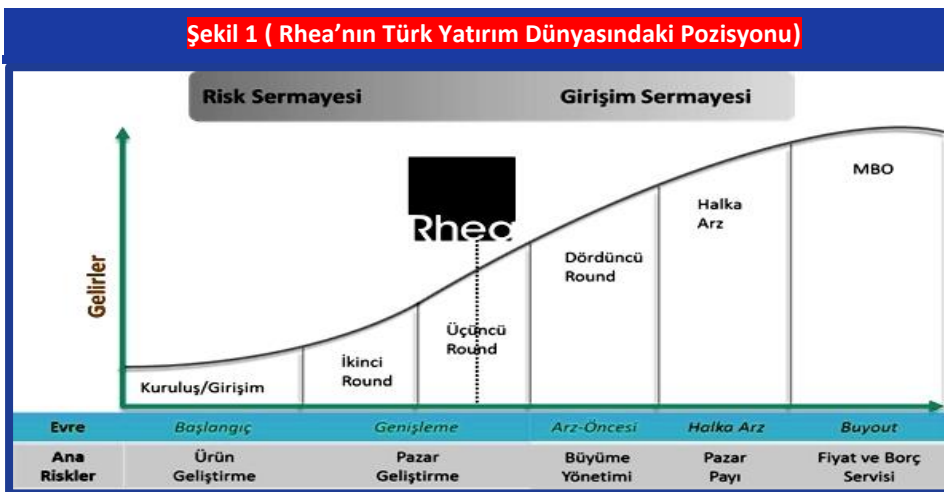 Şekil 1 ( Rhea’nın Türk Yatırım Dünyasındaki Pozisyonu)
Risk Sermayesi Girişim Sermayesi
Rhea
Gelirler
Kuruluş/Girişim
İkinci
Round
Üçüncü
Round
Dördüncü
Round
Halka
Arz
MBO
Evre Başlangıç Genişleme Arz-Öncesi Halka Arz Buyout
Ana
Riskler
Ürün
Geliştirme
Pazar
Geliştirme
Büyüme
Yönetimi
Pazar
Payı
Fiyat ve Borç
Servisi